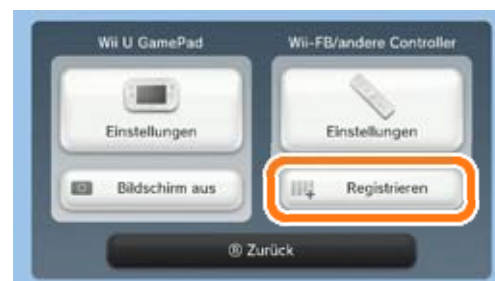 Wii U GamePad
Einstellungen
Bildschirm aus
Wii-FB/andere Controller
Einstellungen
Registrieren
Ⓑ Zurück